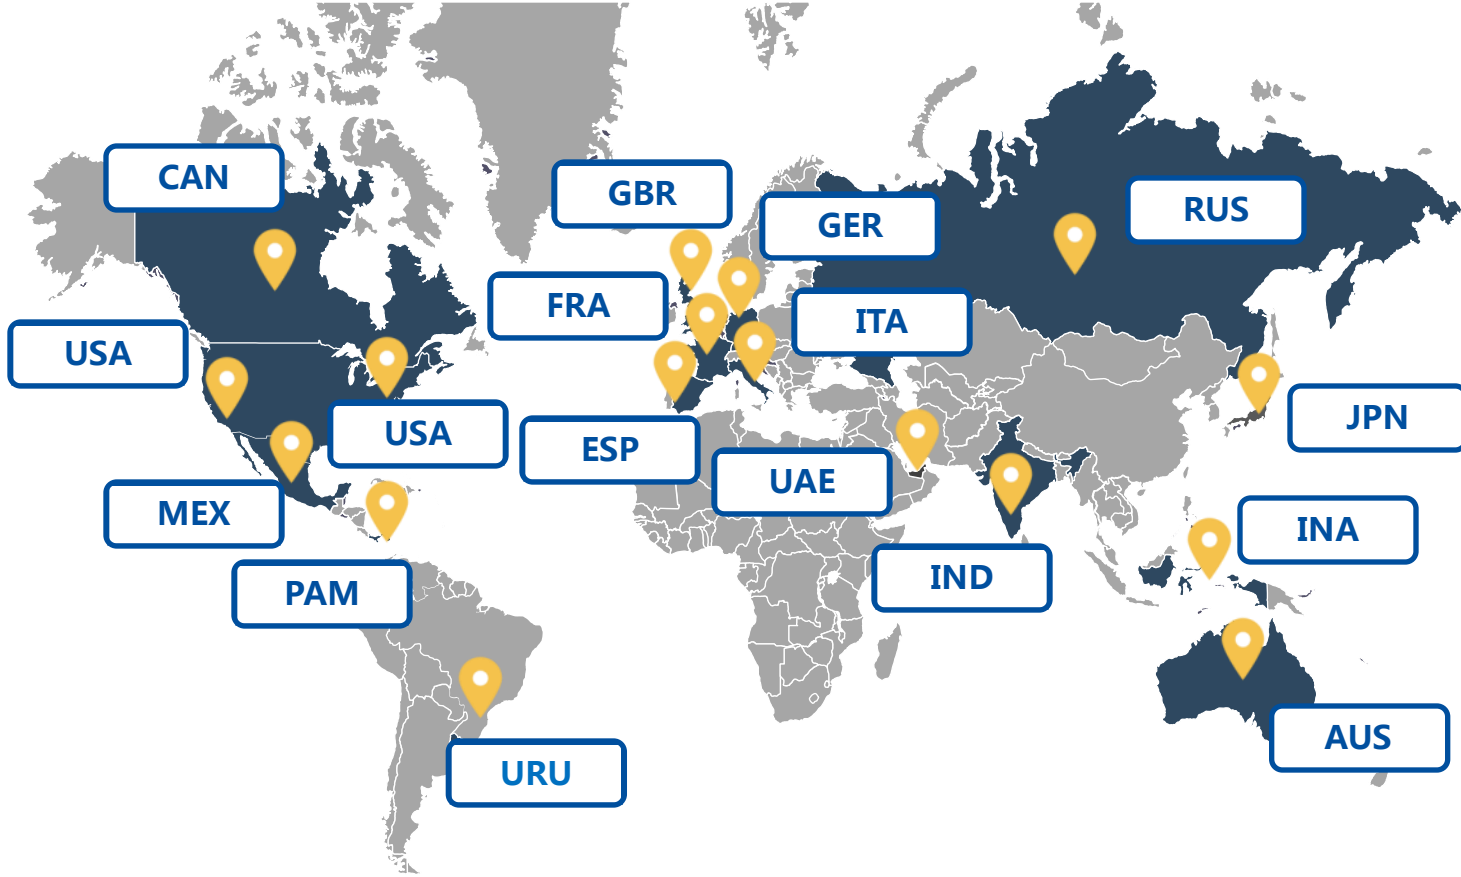 CAN
GBR
RUS
GER
FRA
ITA
USA
JPN
USA
ESP
UAE
MEX
INA
IND
PAM
AUS
URU